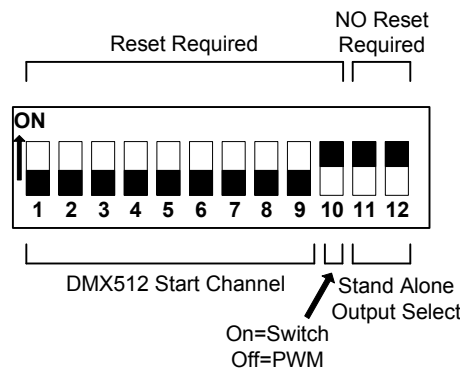 NO Reset
Required
Reset Required
ON
1 2 3 4 5 6 7 8 9 10 11 12
DMX512 Start Channel
Stand Alone
Output Select
On=Switch
Off=PWM